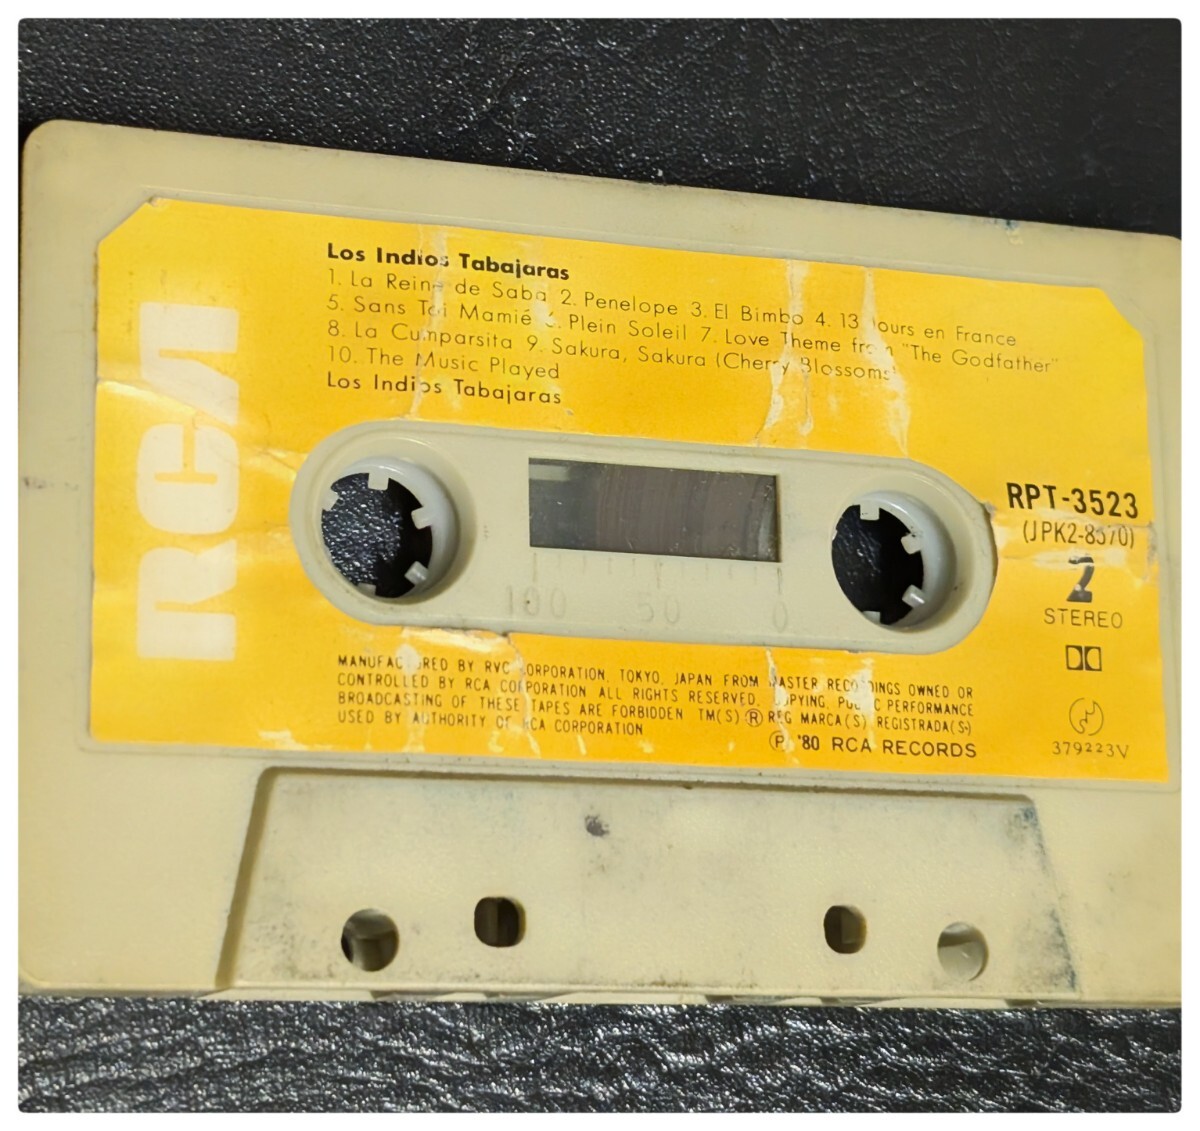 Los Indios Tabajaras
1. La Reine de Saba 2. Penelope 3. El Bimbo 4. 13 Jours en France
5. Sans Toi Mamié 6. Plein Soleil 7. Love Theme from "The Godfather"
8. La Cumparsita 9. Sakura, Sakura (Cherry Blossoms)
10. The Music Played
Los Indios Tabajaras
RCA
RPT-3523
(JPK2-8570)
2
STEREO
100 50 0
MANUFACTURED BY RVC CORPORATION, TOKYO, JAPAN FROM MASTER RECORDINGS OWNED OR
CONTROLLED BY RCA CORPORATION. ALL RIGHTS RESERVED. COPYING, PUBLIC PERFORMANCE
BROADCASTING OF THESE TAPES ARE FORBIDDEN TM(S) ® REG MARCA(S) REGISTRADA(S)
USED BY AUTHORITY OF RCA CORPORATION
Ⓟ '80 RCA RECORDS
379223V